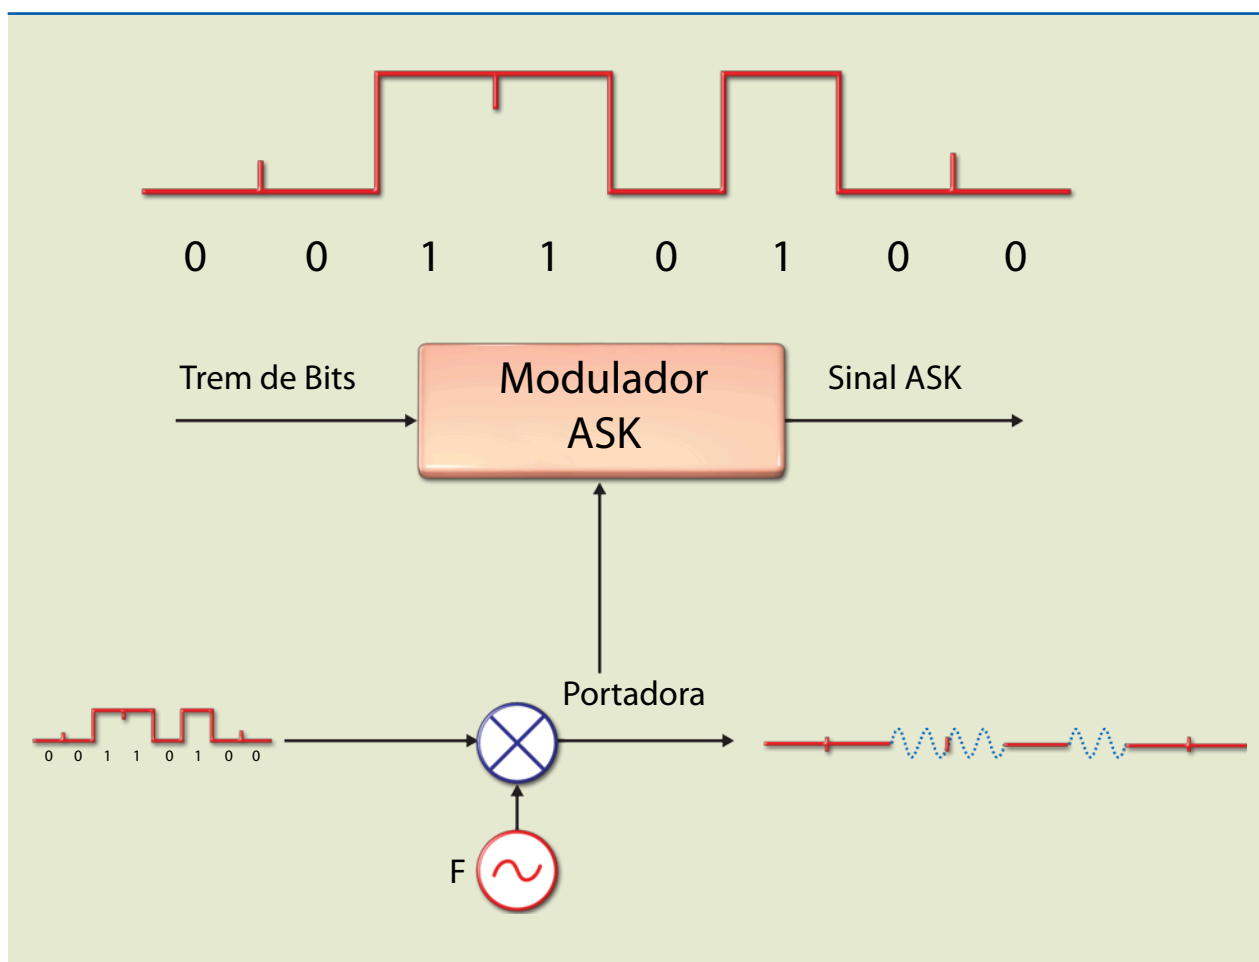 0 0 1 1 0 1 0 0
Trem de Bits
Modulador
ASK
Sinal ASK
Portadora
0 0 1 1 0 1 0 0
F